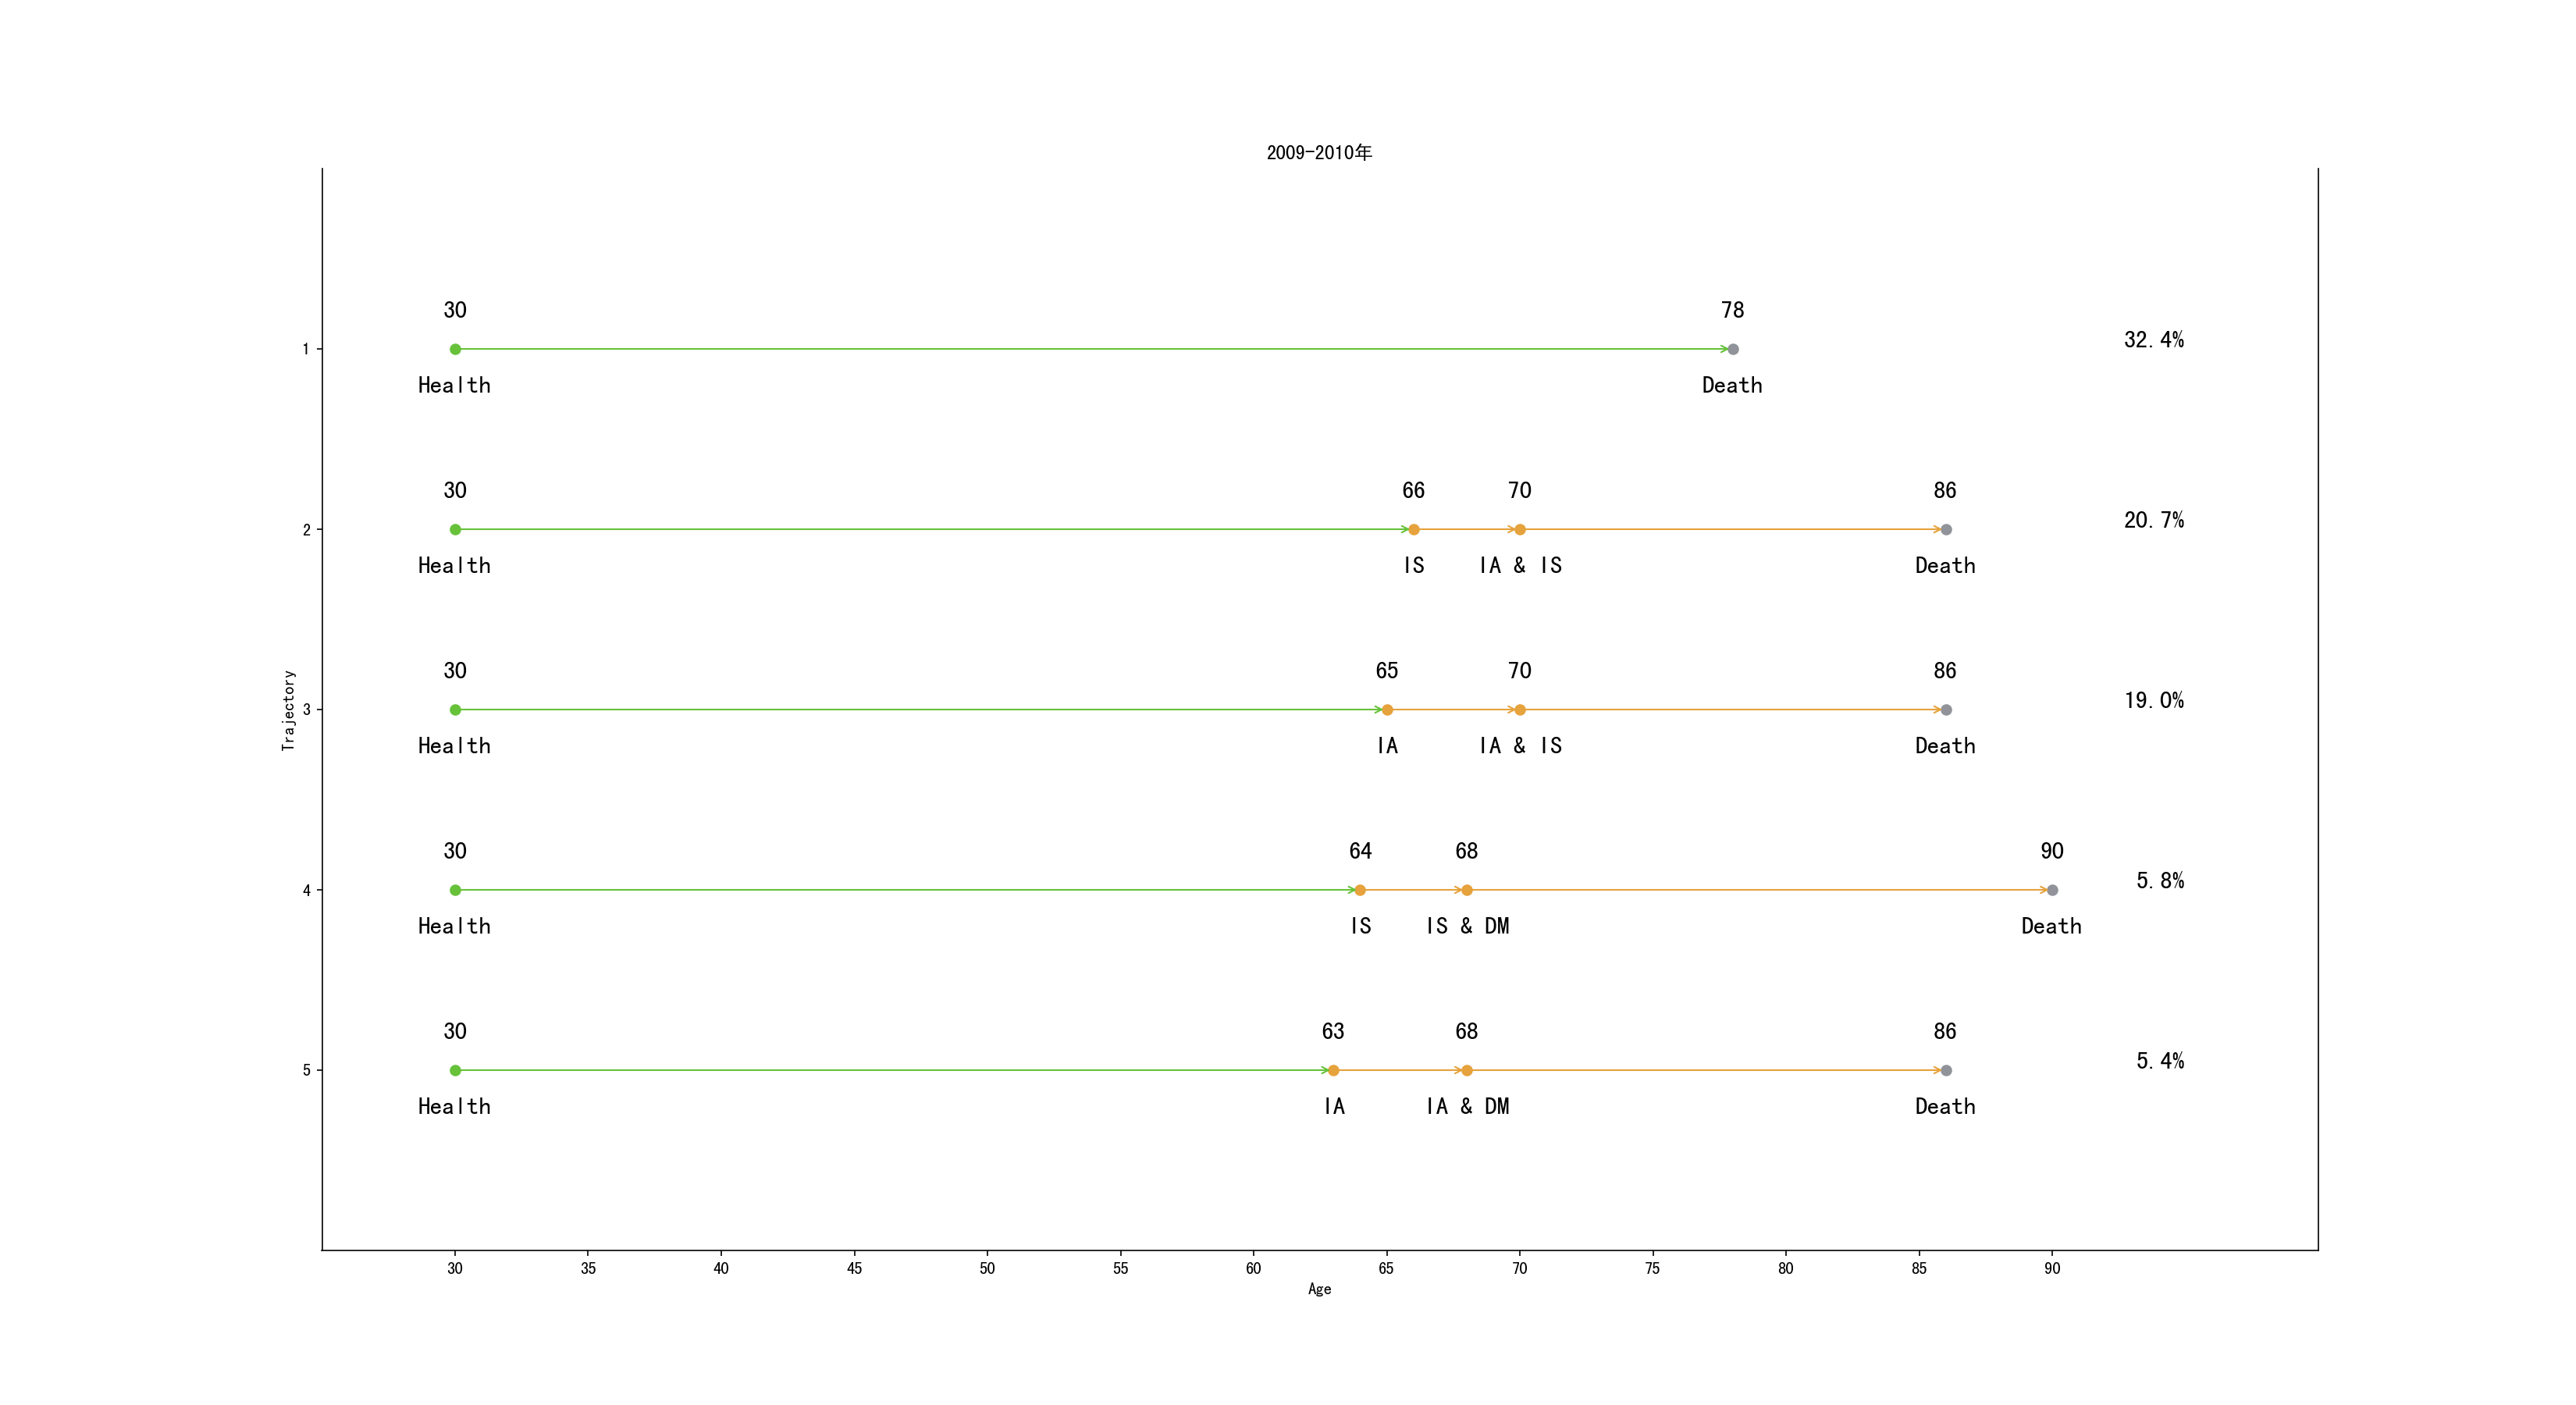 2009-2010年
30 78
1 32.4%
Health Death
30 66 70 86
2 20.7%
Health IS IA & IS Death
30 65 70 86
3 19.0%
Health IA IA & IS Death
Trajectory
30 64 68 90
4 5.8%
Health IS IS & DM Death
30 63 68 86
5 5.4%
Health IA IA & DM Death
30 35 40 45 50 55 60 65 70 75 80 85 90
Age